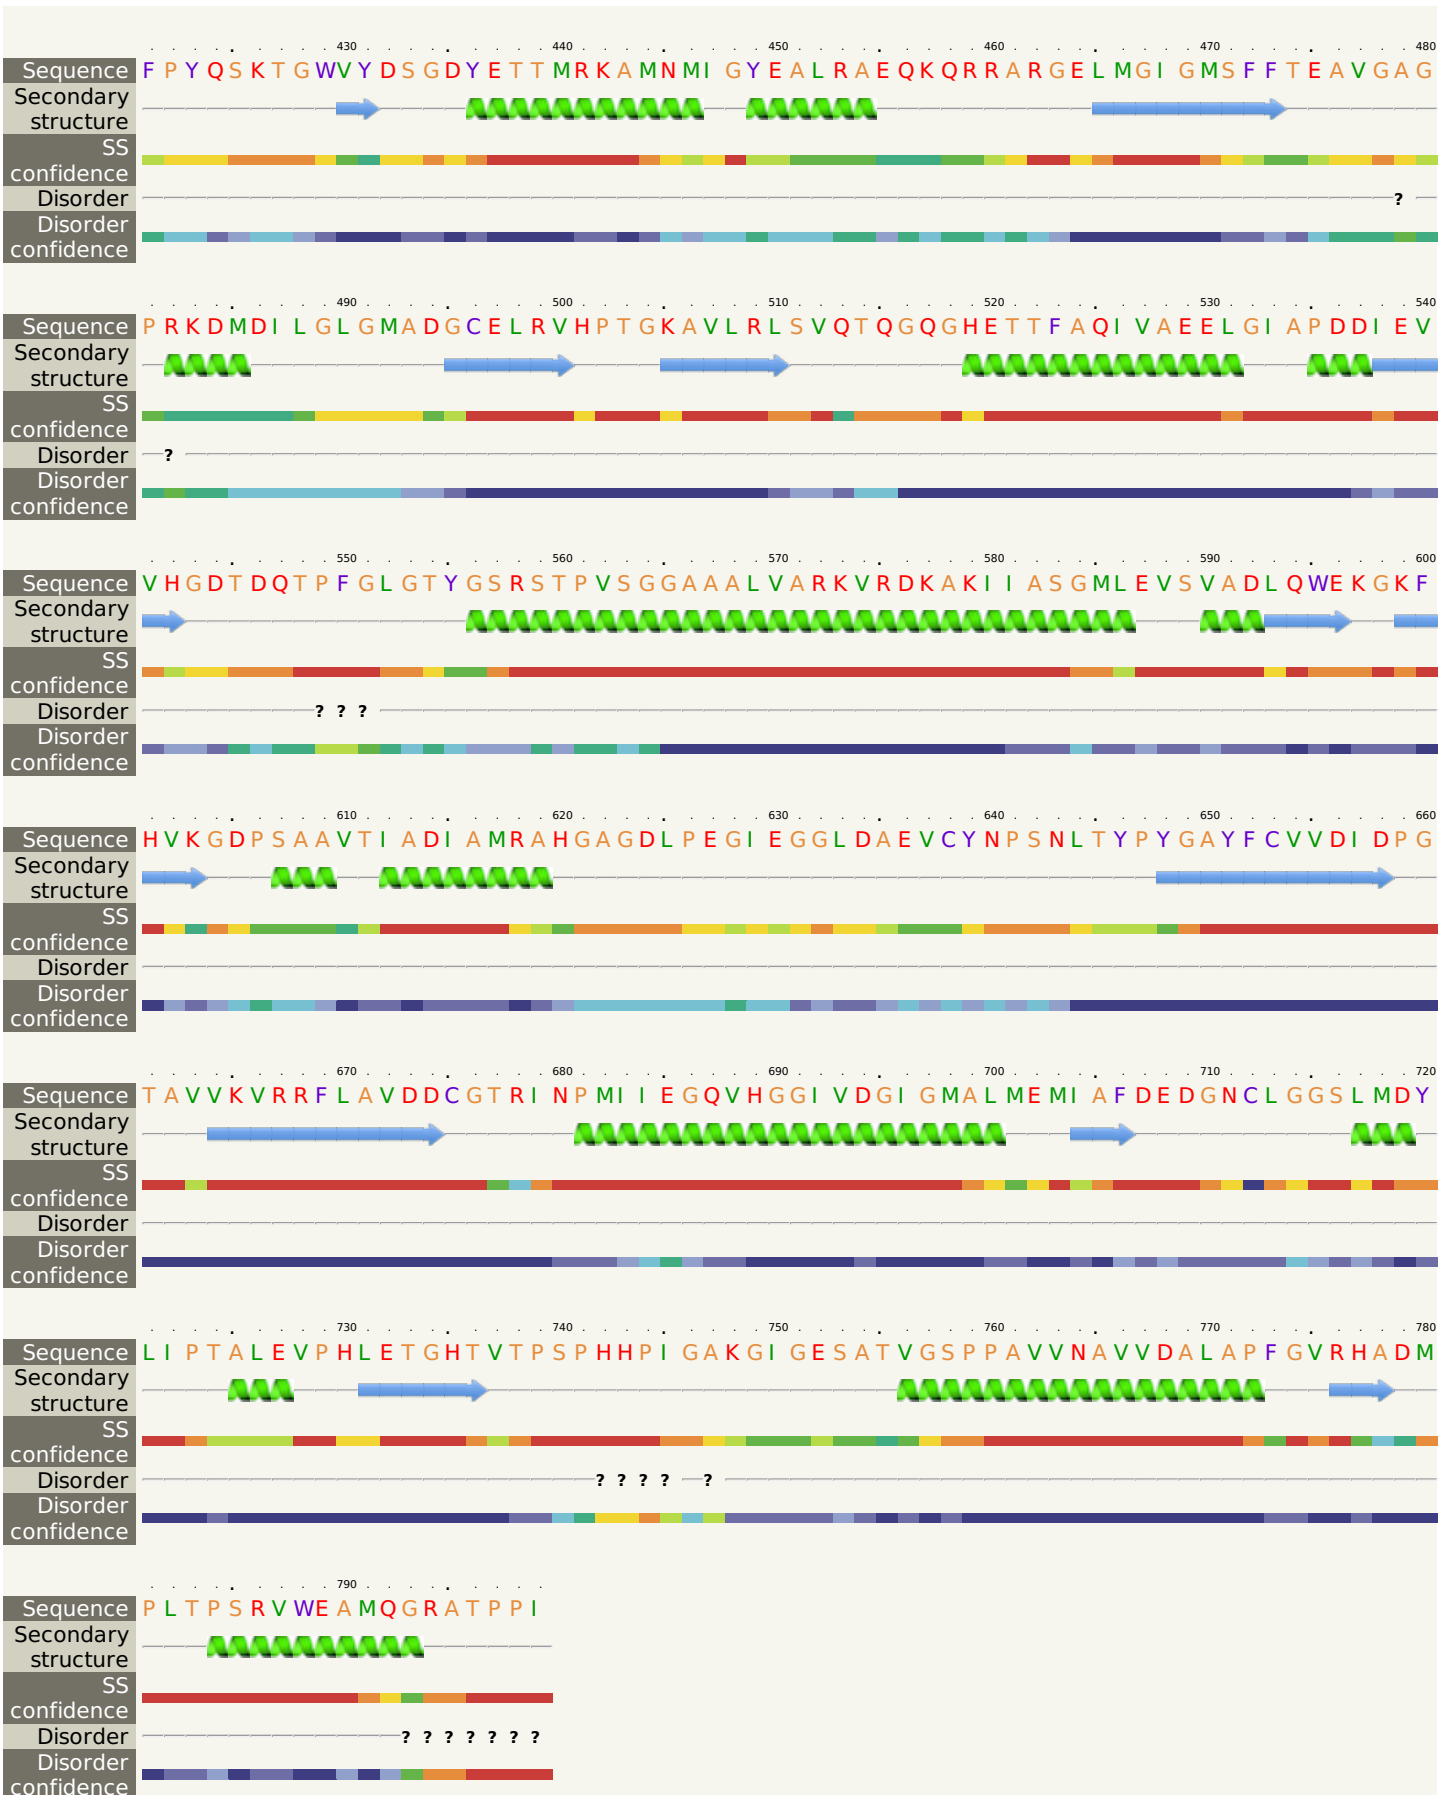 430 440 450 460 470 480
Sequence FPYQSKTGWVYDSGDYETTMRKAMNMIGYEALRAEQKQRRARGELMGIGMSFFTEAVGAG
Secondary
structure
SS
confidence
Disorder ?
Disorder
confidence
490 500 510 520 530 540
Sequence PRKDMDILGLGMADGCELRVHPTGKAVLRLSVQTQGQGHETTFAQIVAEELGIAPDDIEV
Secondary
structure
SS
confidence
Disorder ?
Disorder
confidence
550 560 570 580 590 600
Sequence VHGDTDQTPFGLGTYGSRSTPVSGGAAALVARKVRDKAKIIASGMLEVSVADLQWEKGKF
Secondary
structure
SS
confidence
Disorder ? ? ?
Disorder
confidence
610 620 630 640 650 660
Sequence HVKGDPSAAVTIADIAMRAHGAGDLPEGIEGGLDAEVCYNPSNLTYPYGAYFCVVDIDPG
Secondary
structure
SS
confidence
Disorder
Disorder
confidence
670 680 690 700 710 720
Sequence TAVVKVRRFLAVDDCGTRINPMIIEGQVHGGIVDGIGMALMEMIAFDEDGNCLGGSLMDY
Secondary
structure
SS
confidence
Disorder
Disorder
confidence
730 740 750 760 770 780
Sequence LIPTALEVPHLETGHTVTPSPHHPIGAKGIGESATVGSPPAVVNAVVDALAPFGVRHADM
Secondary
structure
SS
confidence
Disorder ? ? ? ? ?
Disorder
confidence
790
Sequence PLTPSRVWEAMQGRATPPI
Secondary
structure
SS
confidence
Disorder ? ? ? ? ? ? ?
Disorder
confidence